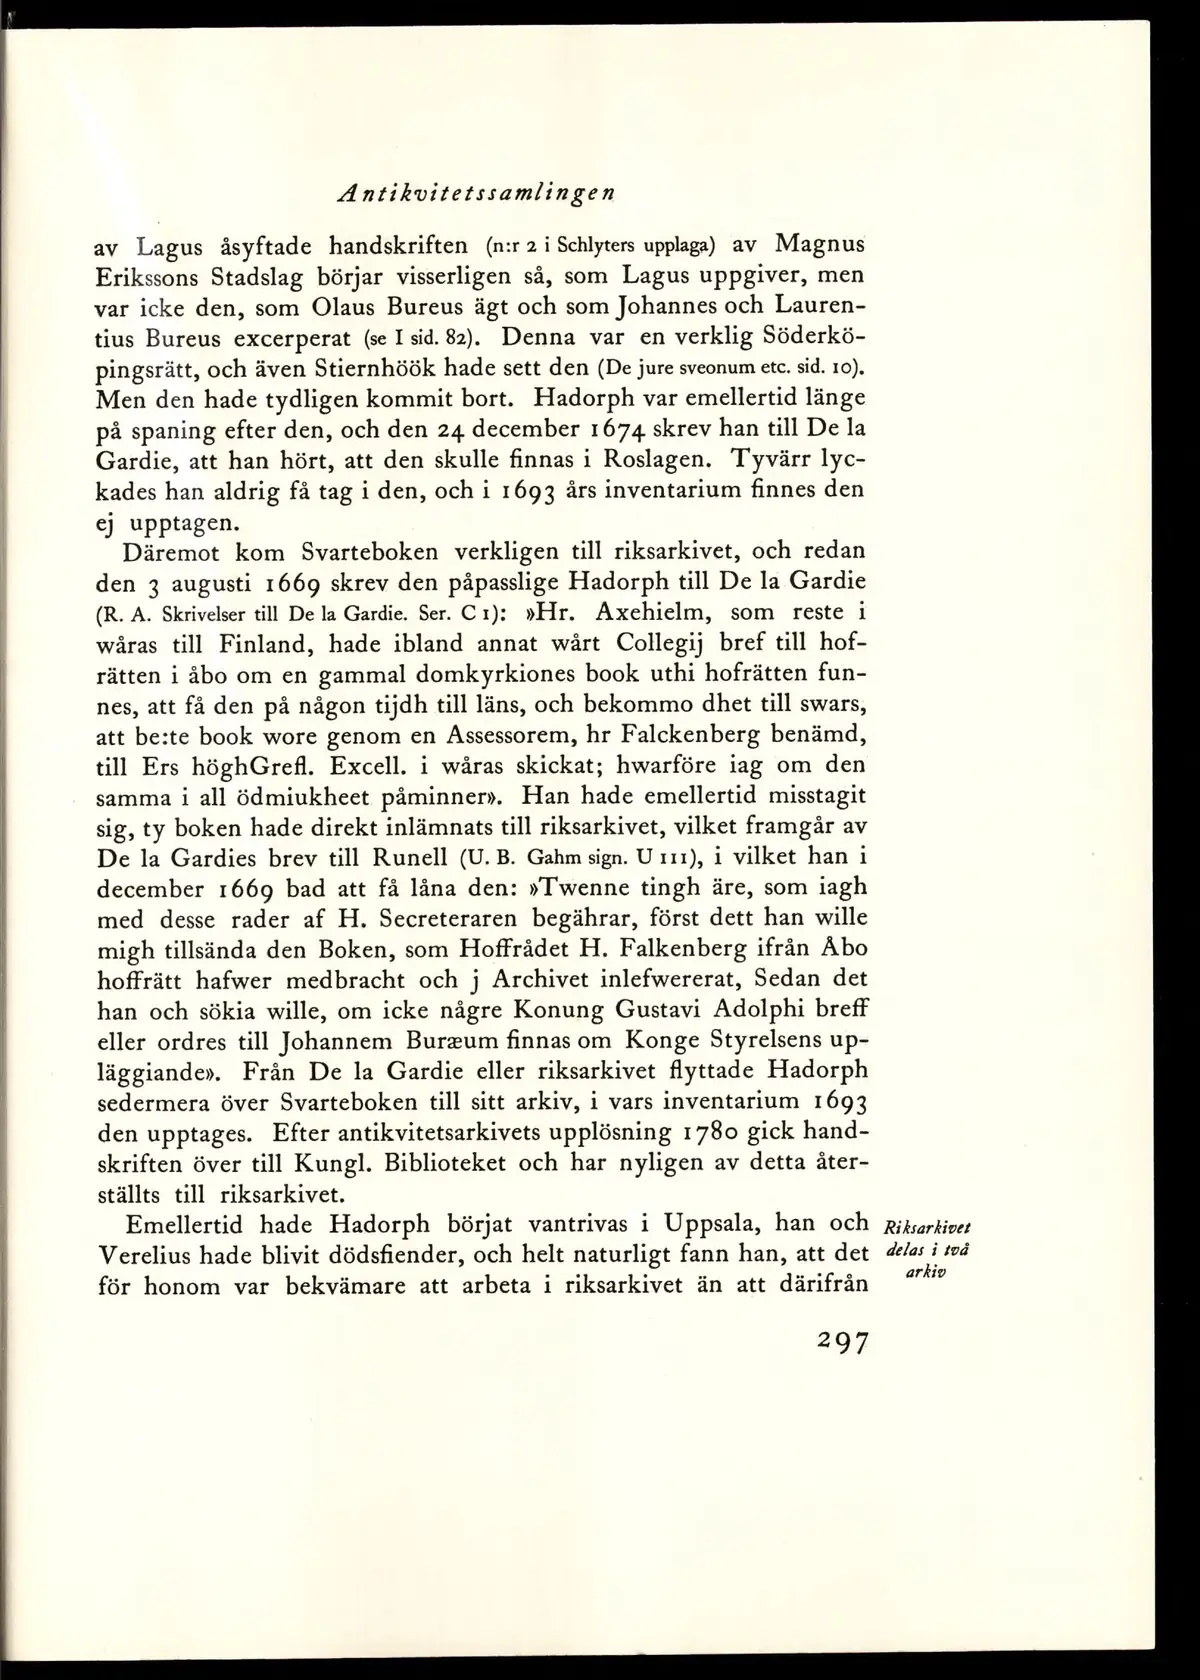 Antikvitetssamlingen
av Lagus åsyftade handskriften (n:r 2 i Schlyters upplaga) av Magnus
Erikssons Stadslag börjar visserligen så, som Lagus uppgiver, men
var icke den, som Olaus Bureus ägt och som Johannes och Lauren-
tius Bureus excerperat (se I sid. 82). Denna var en verklig Söderkö-
pingsrätt, och även Stiernhöök hade sett den (De jure sveonum etc. sid. 10).
Men den hade tydligen kommit bort. Hadorph var emellertid länge
på spaning efter den, och den 24 december 1674 skrev han till De la
Gardie, att han hört, att den skulle finnas i Roslagen. Tyvärr lyc-
kades han aldrig få tag i den, och i 1693 års inventarium finnes den
ej upptagen.
Däremot kom Svarteboken verkligen till riksarkivet, och redan
den 3 augusti 1669 skrev den påpasslige Hadorph till De la Gardie
(R. A. Skrivelser till De la Gardie. Ser. C 1): »Hr. Axehielm, som reste i
wåras till Finland, hade ibland annat wårt Collegij bref till hof-
rätten i åbo om en gammal domkyrkiones book uthi hofrätten fun-
nes, att få den på någon tijdh till läns, och bekommo dhet till swars,
att be:te book wore genom en Assessorem, hr Falckenberg benämd,
till Ers höghGrefl. Excell. i wåras skickat; hwarföre iag om den
samma i all ödmiukheet påminner». Han hade emellertid misstagit
sig, ty boken hade direkt inlämnats till riksarkivet, vilket framgår av
De la Gardies brev till Runell (U. B. Gahm sign. U 111), i vilket han i
december 1669 bad att få låna den: »Twenne tingh äre, som iagh
med desse rader af H. Secreteraren begährar, först dett han wille
migh tillsända den Boken, som Hoffrådet H. Falkenberg ifrån Åbo
hoffrätt hafwer medbracht och j Archivet inlefwererat, Sedan det
han och sökia wille, om icke någre Konung Gustavi Adolphi breff
eller ordres till Johannem Buræum finnas om Konge Styrelsens up-
läggiande». Från De la Gardie eller riksarkivet flyttade Hadorph
sedermera över Svarteboken till sitt arkiv, i vars inventarium 1693
den upptages. Efter antikvitetsarkivets upplösning 1780 gick hand-
skriften över till Kungl. Biblioteket och har nyligen av detta åter-
ställts till riksarkivet.
Emellertid hade Hadorph börjat vantrivas i Uppsala, han och
Verelius hade blivit dödsfiender, och helt naturligt fann han, att det
för honom var bekvämare att arbeta i riksarkivet än att därifrån
Riksarkivet
delas i två
arkiv
297